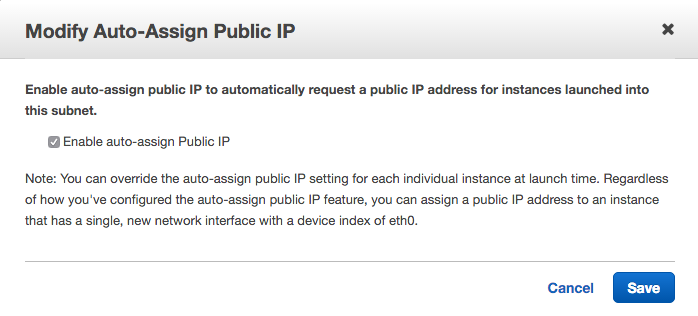 Modify Auto-Assign Public IP
Enable auto-assign public IP to automatically request a public IP address for instances launched into
this subnet.
Enable auto-assign Public IP
Note: You can override the auto-assign public IP setting for each individual instance at launch time. Regardless
of how you've configured the auto-assign public IP feature, you can assign a public IP address to an instance
that has a single, new network interface with a device index of eth0.
Cancel Save